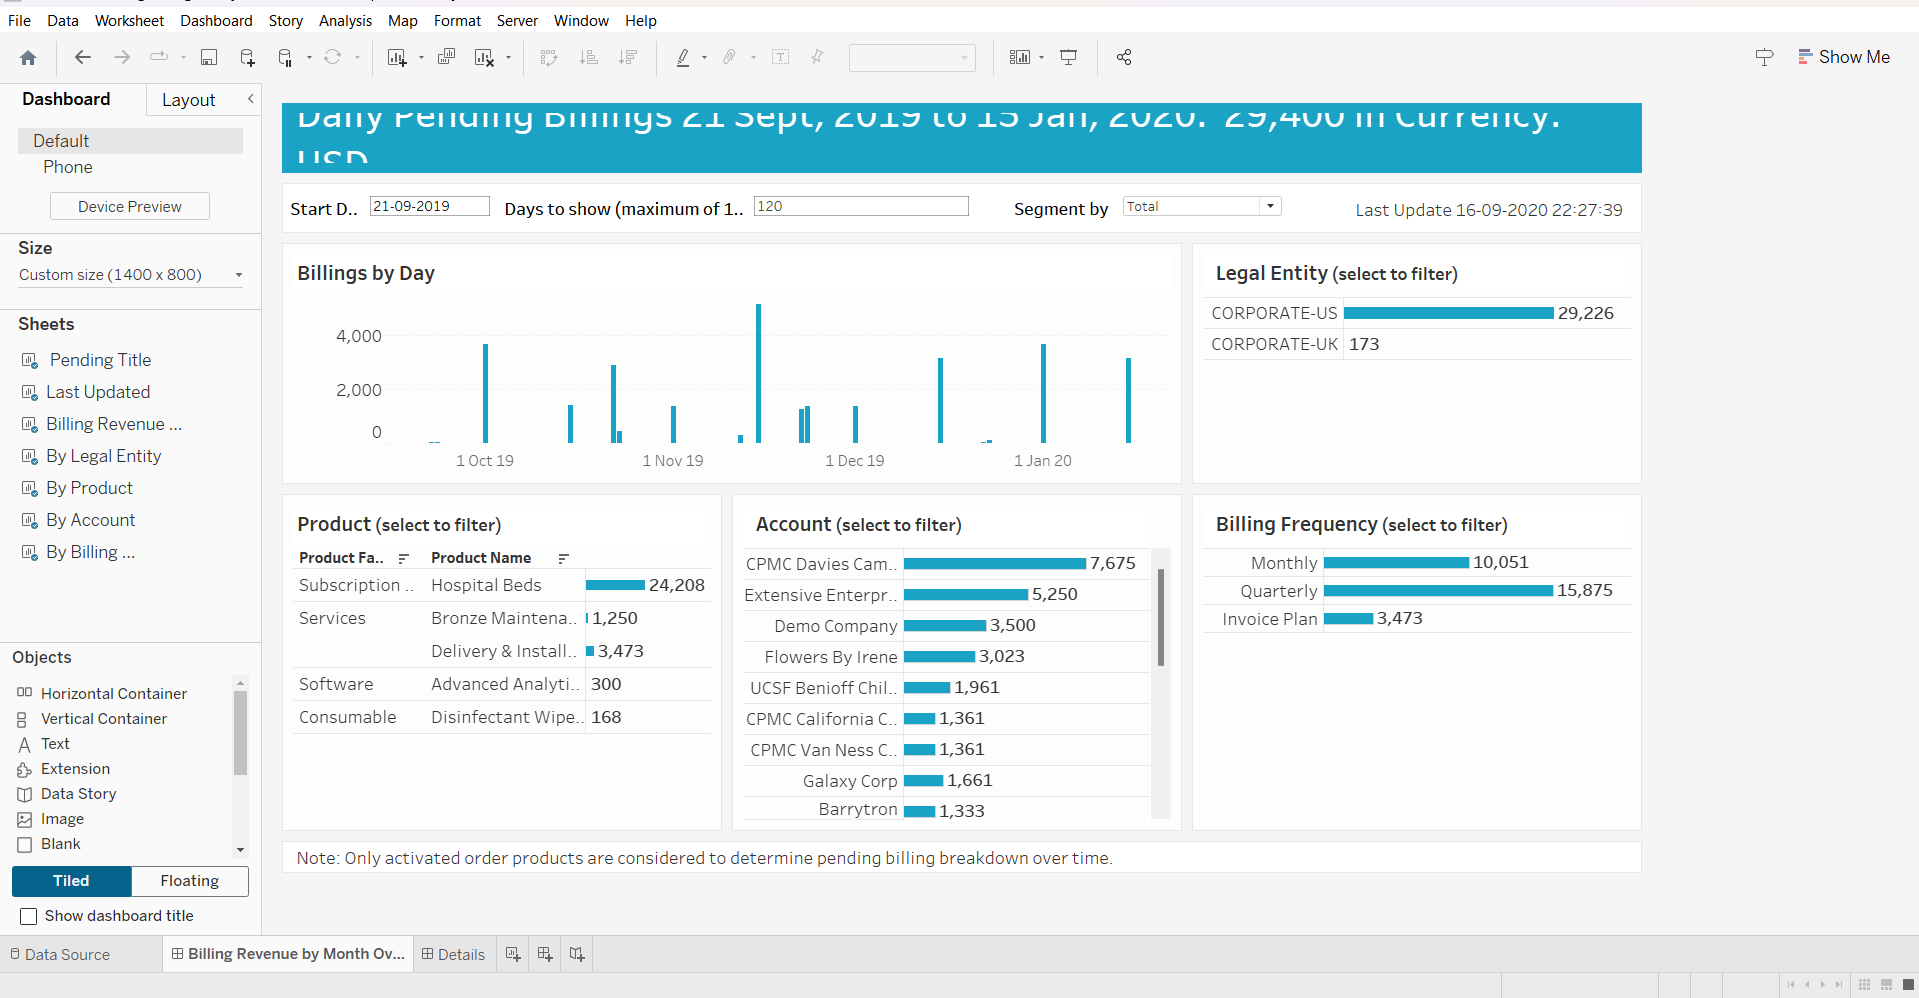 File Data Worksheet Dashboard Story Analysis Map Format Server Window Help
Show Me
Dashboard Layout
Default
Phone
Device Preview
Size
Custom size (1400 x 800)
Sheets
Pending Title
Last Updated
Billing Revenue ...
By Legal Entity
By Product
By Account
By Billing ...
Objects
Horizontal Container
Vertical Container
Text
Extension
Data Story
Image
Blank
Tiled Floating
Show dashboard title
Daily Pending Billings 21 Sept, 2019 to 15 Jan, 2020. 29,400 in Currency.
USD
Start D.. 21-09-2019 Days to show (maximum of 1.. 120 Segment by Total Last Update 16-09-2020 22:27:39
Billings by Day
4,000
2,000
0
1 Oct 19 1 Nov 19 1 Dec 19 1 Jan 20
Legal Entity (select to filter)
CORPORATE-US 29,226
CORPORATE-UK 173
Product (select to filter)
Product Fa.. Product Name
Subscription .. Hospital Beds 24,208
Services Bronze Maintena.. 1,250
Delivery & Install.. 3,473
Software Advanced Analyti.. 300
Consumable Disinfectant Wipe.. 168
Account (select to filter)
CPMC Davies Cam.. 7,675
Extensive Enterpr.. 5,250
Demo Company 3,500
Flowers By Irene 3,023
UCSF Benioff Chil.. 1,961
CPMC California C.. 1,361
CPMC Van Ness C.. 1,361
Galaxy Corp 1,661
Barrytron 1,333
Billing Frequency (select to filter)
Monthly 10,051
Quarterly 15,875
Invoice Plan 3,473
Note: Only activated order products are considered to determine pending billing breakdown over time.
Data Source Billing Revenue by Month Ov... Details